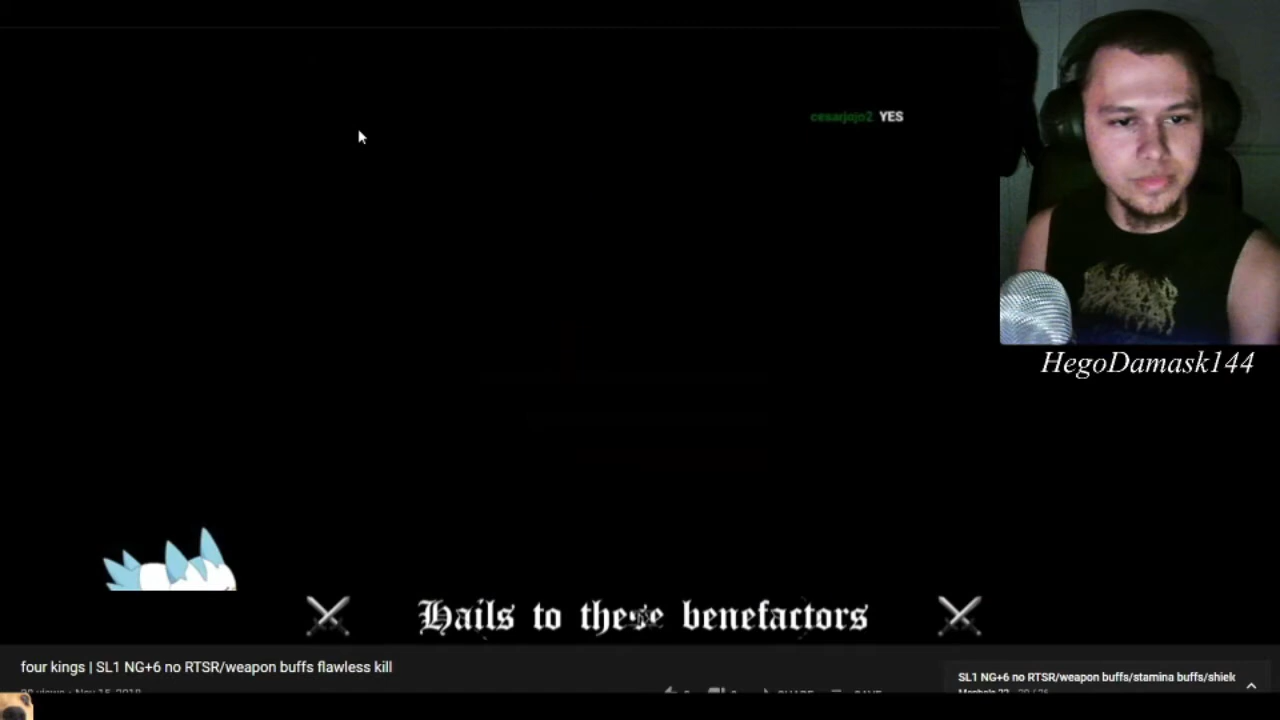 cesarjojo2 YES
HegoDamask144
Hails to these benefactors
four kings | SL1 NG+6 no RTSR/weapon buffs flawless kill
SL1 NG+6 no RTSR/weapon buffs/stamina buffs/shiek